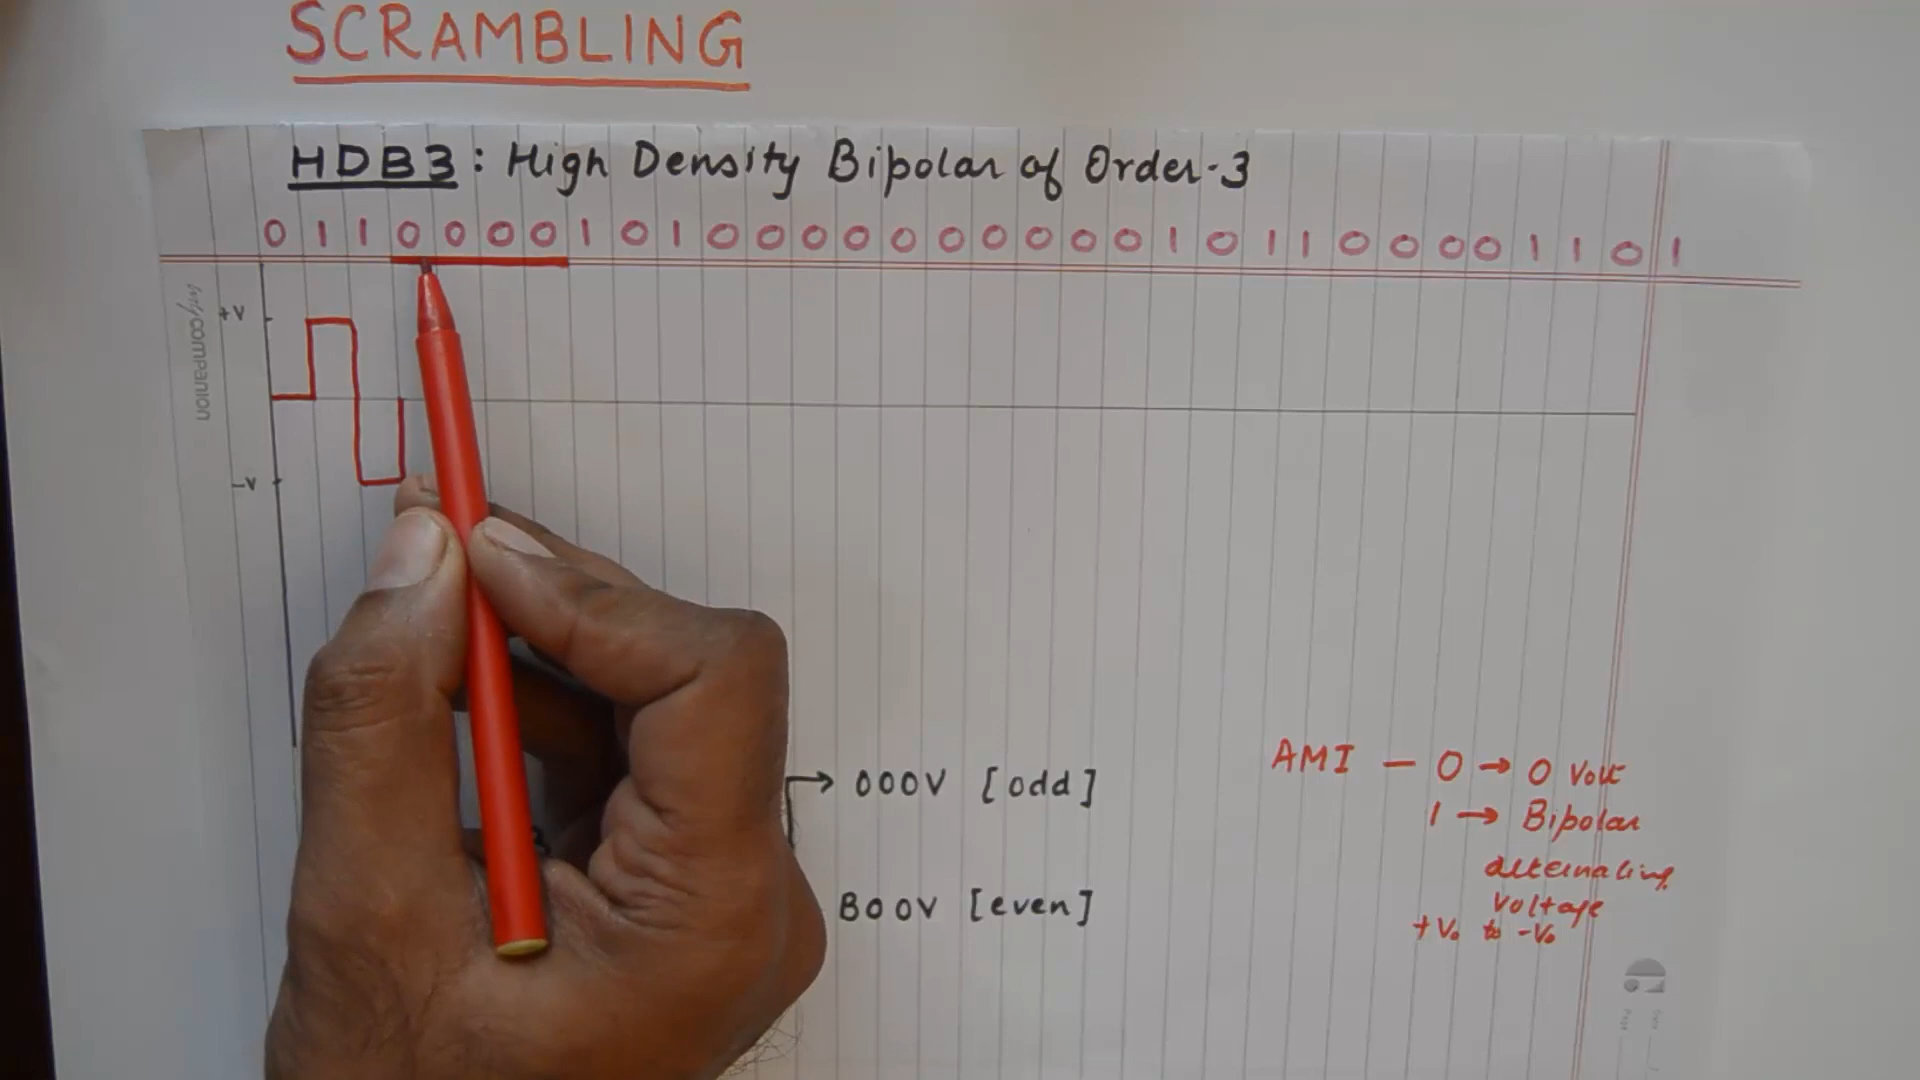 SCRAMBLING
HDB3 : High Density Bipolar of Order-3
0 1 1 0 0 0 0 1 0 1 0 0 0 0 0 0 0 0 0 0 1 0 1 1 0 0 0 0 1 1 0 1
+V
companion
-V
AMI - 0 → 0 Volt
→ 000V [odd]
1 → Bipolar
alternating
B00V [even]
voltage
+V₀ to -V₀